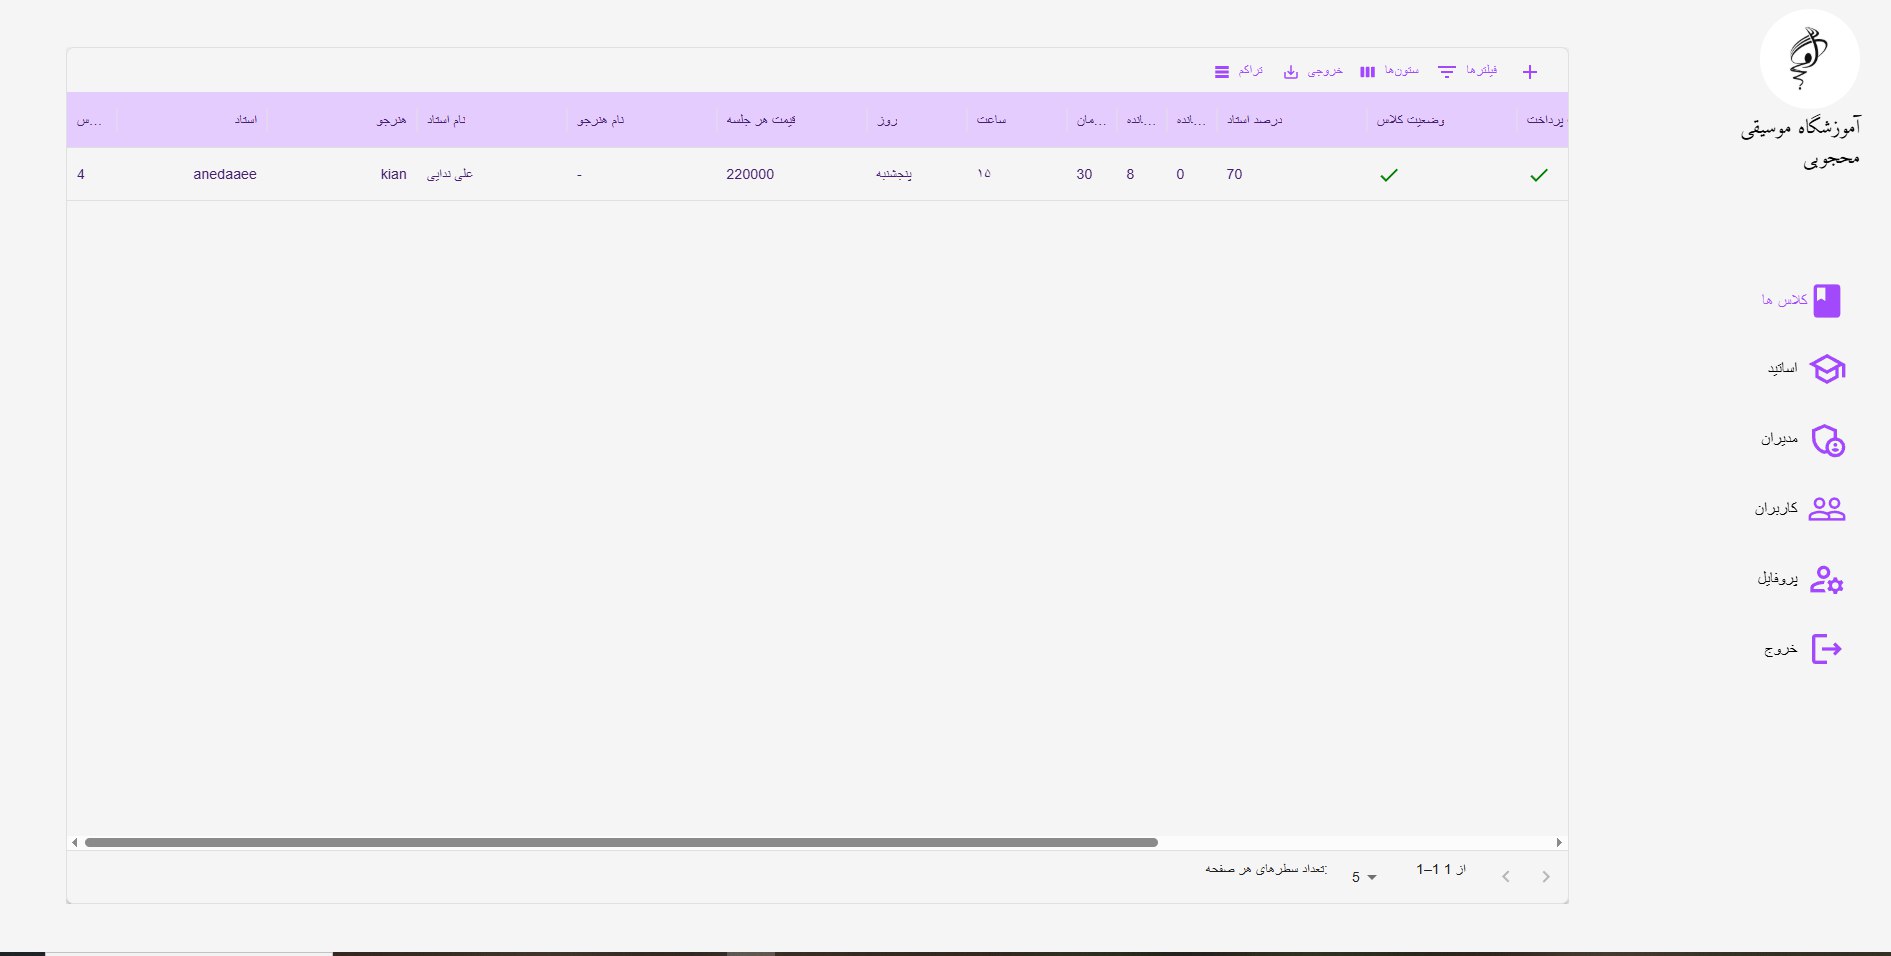 آموزشگاه موسیقی
محجوبی
کلاس ها
اساتید
مدیران
کاربران
پروفایل
خروج
فیلترها
ستون‌ها
خروجی
تراکم
س...
استاد
هنرجو
نام استاد
نام هنرجو
قیمت هر جلسه
روز
ساعت
مان...
انده...
انده...
درصد استاد
وضعیت کلاس
پرداخت
4
anedaaee
kian
علی ندایی
-
220000
پنجشنبه
۱۵
30
8
0
70
تعداد سطرهای هر صفحه:
5
1–1 از 1